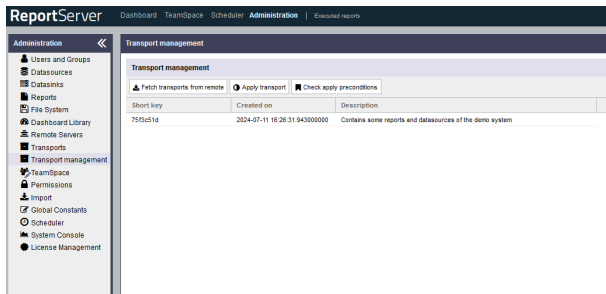 ReportServer Dashboard TeamSpace Scheduler Administration | Executed reports
Administration
Users and Groups
Datasources
Datasinks
Reports
File System
Dashboard Library
Remote Servers
Transports
Transport management
TeamSpace
Permissions
Import
Global Constants
Scheduler
System Console
License Management
Transport management
Transport management
Fetch transports from remote Apply transport Check apply preconditions
Short key Created on Description
75f3c51d 2024-07-11 16:26:31.943000000 Contains some reports and datasources of the demo system